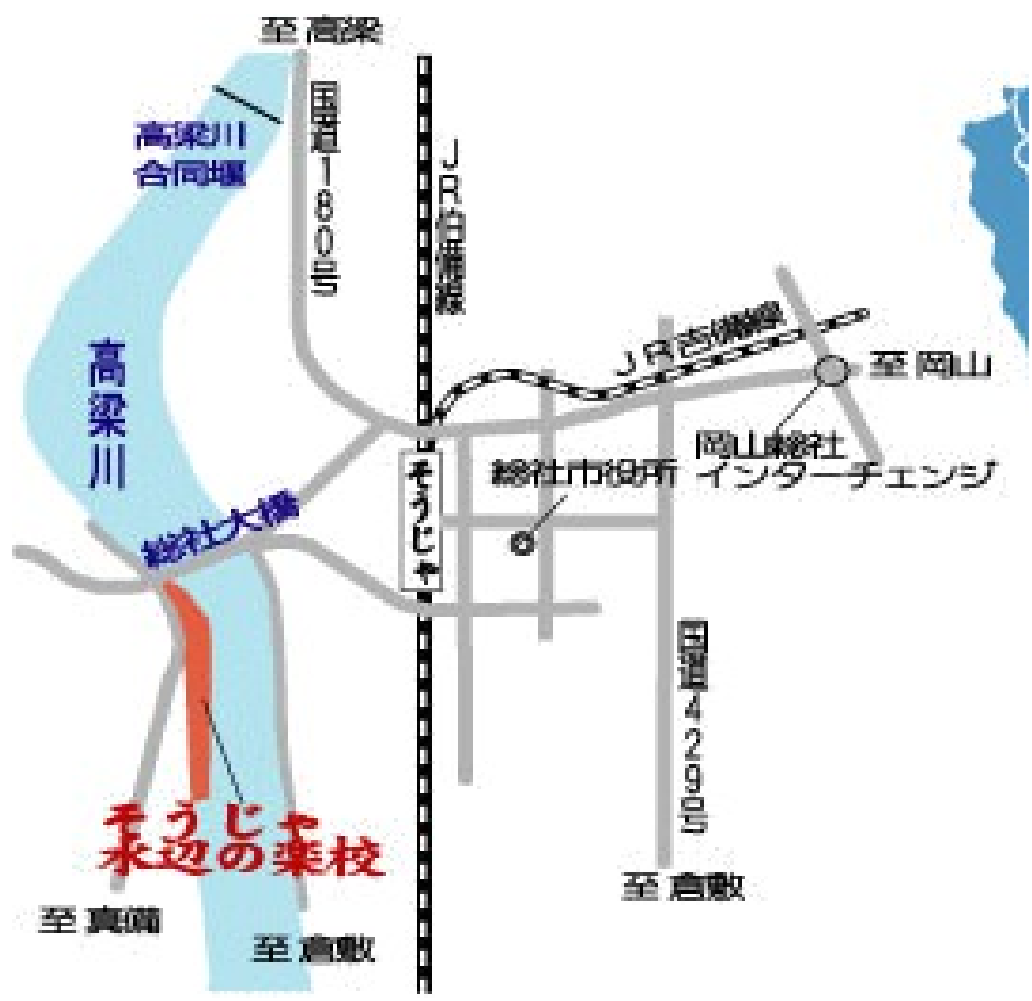 至 高梁
国道180号
JR伯備線
高梁川
合同堰
高梁川
JR吉備線
至 岡山
岡山総社
インターチェンジ
総社市役所
総社大橋
そうじゃ
国道429号
そうじゃ
水辺の楽校
至 真備
至 倉敷
至 倉敷